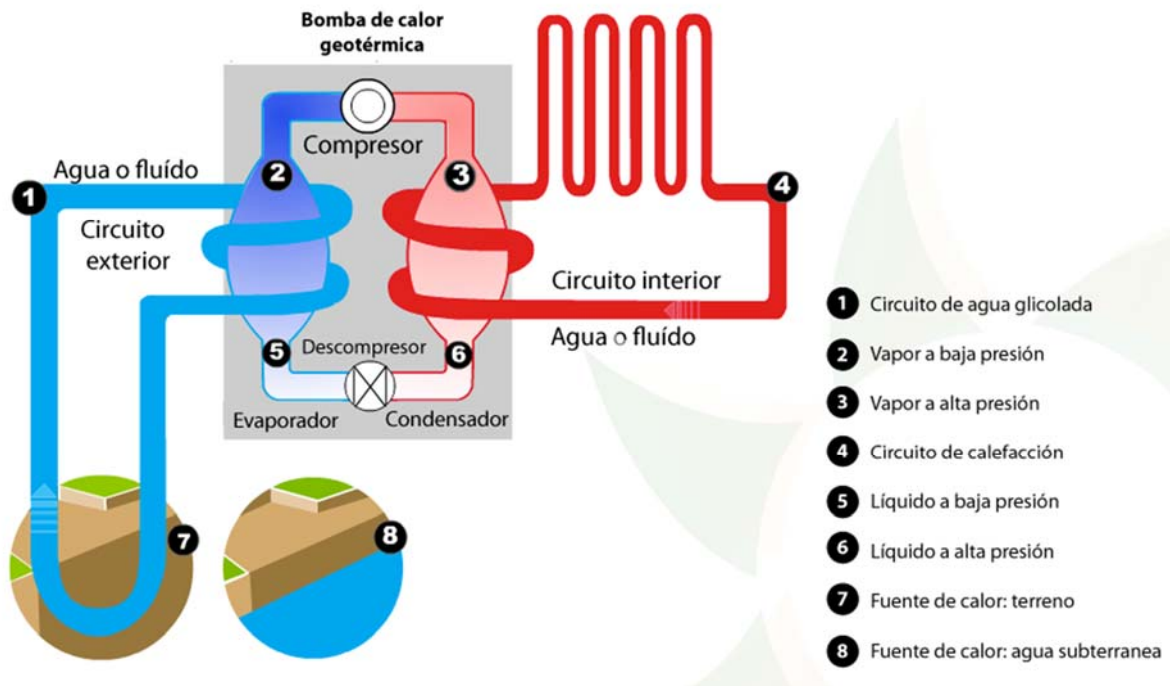 Bomba de calor
geotérmica
Compresor
Agua o fluído
1
2
3
4
Circuito
exterior
Circuito interior
Agua o fluído
5
Descompresor
6
Evaporador
Condensador
7
8
1 Circuito de agua glicolada
2 Vapor a baja presión
3 Vapor a alta presión
4 Circuito de calefacción
5 Líquido a baja presión
6 Líquido a alta presión
7 Fuente de calor: terreno
8 Fuente de calor: agua subterranea